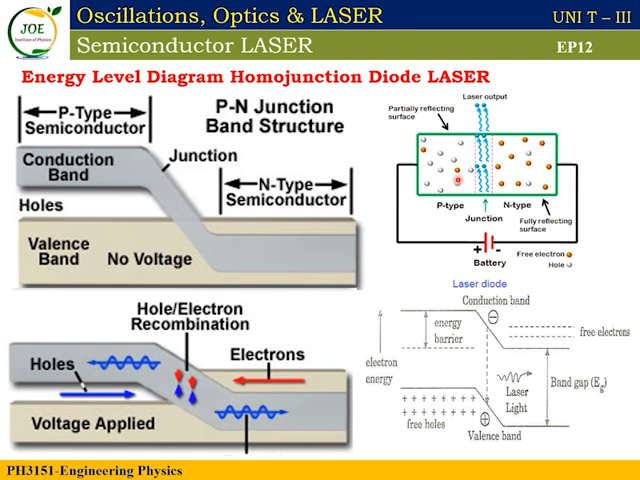 JOE
Institute of Physics
Oscillations, Optics & LASER
UNI T – III
Semiconductor LASER
EP12
Energy Level Diagram Homojunction Diode LASER
P-Type
Semiconductor
P-N Junction
Band Structure
Conduction
Band
Junction
N-Type
Semiconductor
Holes
Valence
Band
No Voltage
Laser output
Partially reflecting
surface
P-type
N-type
Junction
Fully reflecting
surface
+
-
Battery
Free electron
Hole
Laser diode
Hole/Electron
Recombination
Holes
Electrons
Voltage Applied
Conduction band
energy
barrier
free electrons
electron
energy
Band gap (Eg)
Laser
Light
free holes
Valence band
PH3151-Engineering Physics